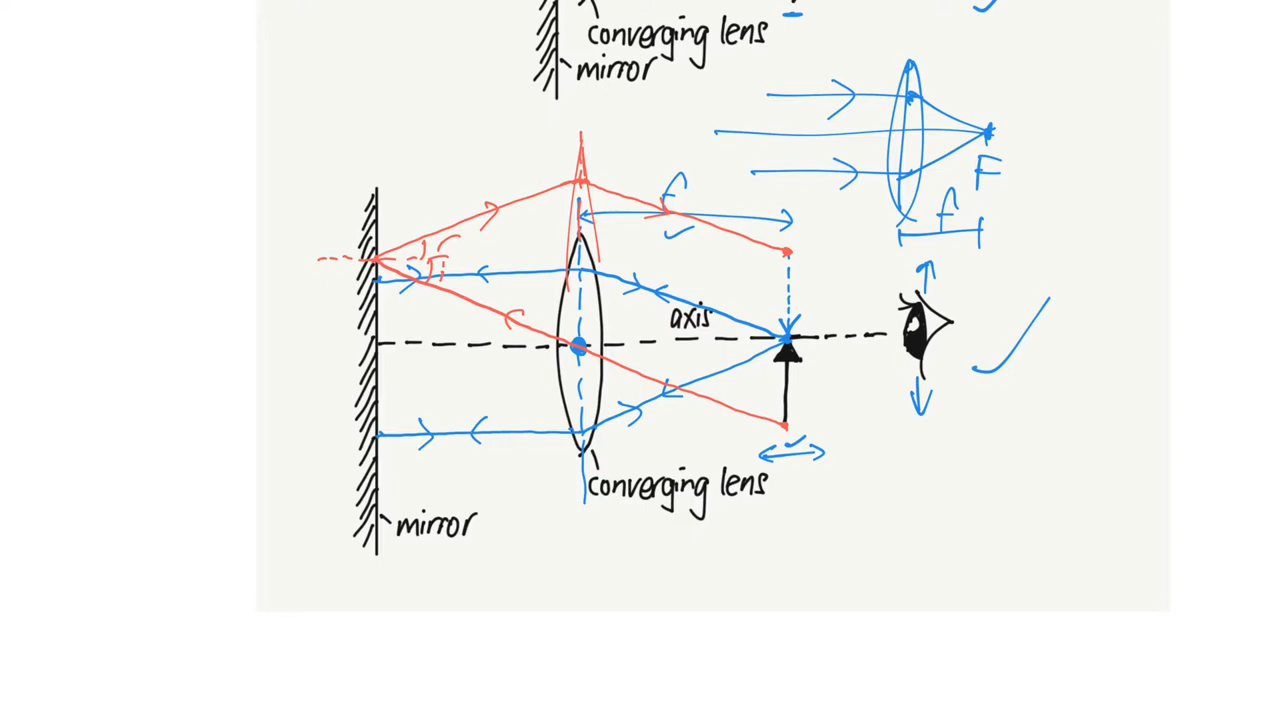 converging lens
mirror
F
f
f
r
i
axis
converging lens
mirror